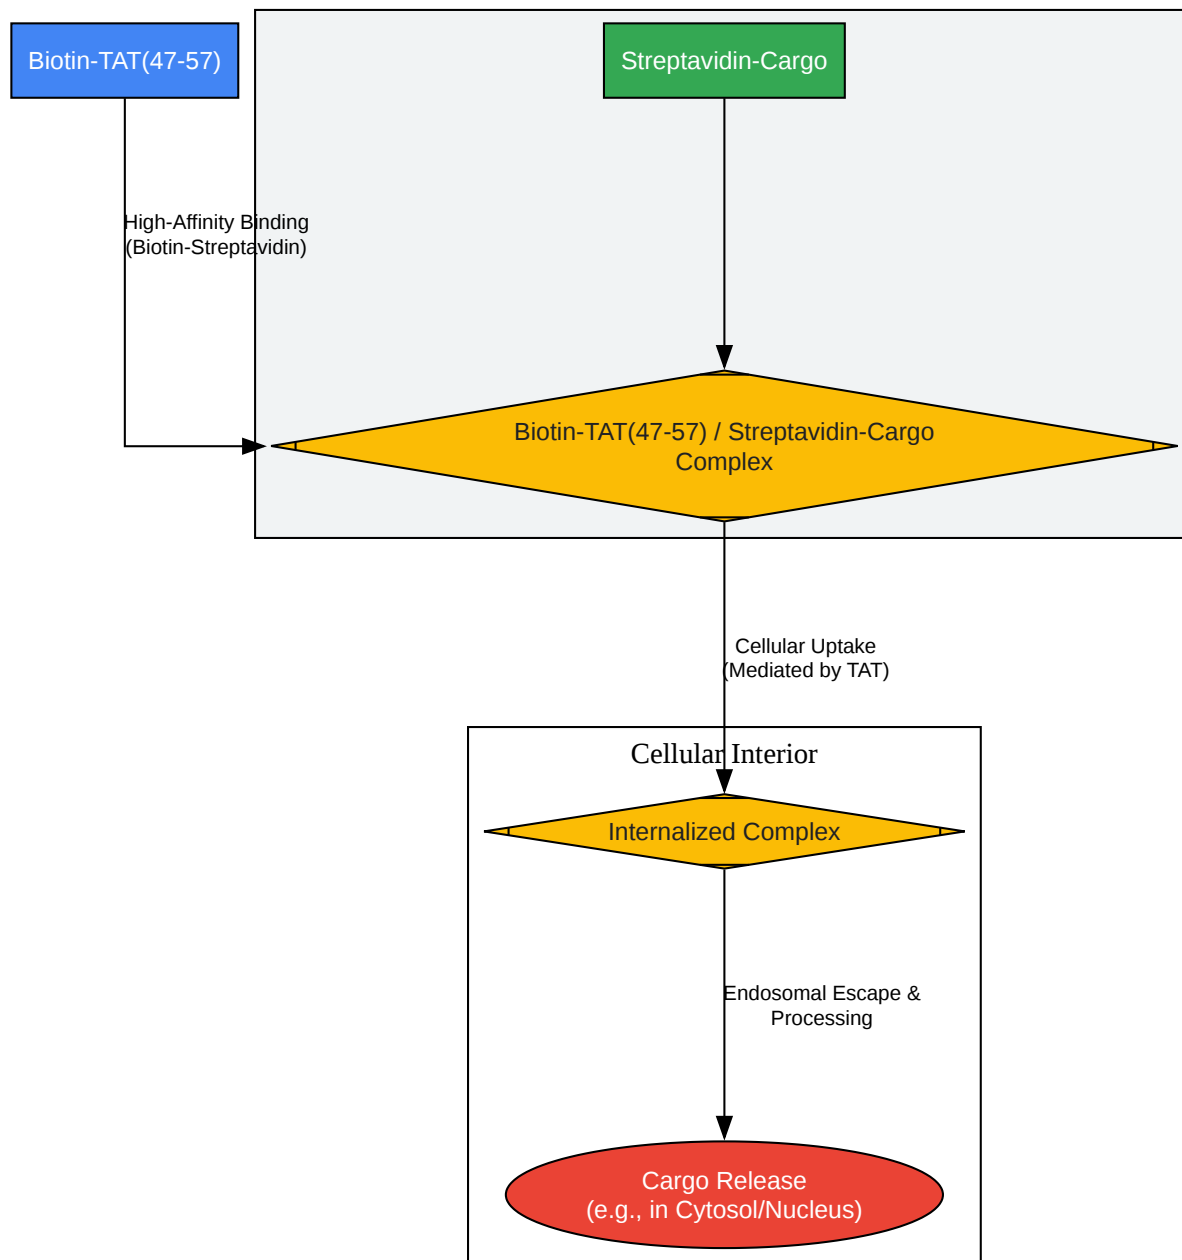 Biotin-TAT(47-57)
Streptavidin-Cargo
High-Affinity Binding
(Biotin-Streptavidin)
Biotin-TAT(47-57) / Streptavidin-Cargo
Complex
Cellular Uptake
(Mediated by TAT)
Cellular Interior
Internalized Complex
Endosomal Escape &
Processing
Cargo Release
(e.g., in Cytosol/Nucleus)